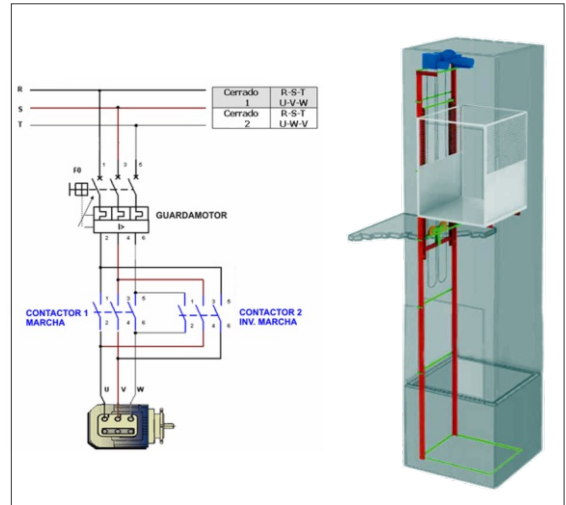 R
S
T
Cerrado 1 R-S-T U-V-W
Cerrado 2 R-S-T U-W-V
F0
1 3 5
I>
GUARDAMOTOR
2 4 6
CONTACTOR 1
MARCHA
1 3 5
2 4 6
1 3 5
2 4 6
CONTACTOR 2
INV. MARCHA
U V W